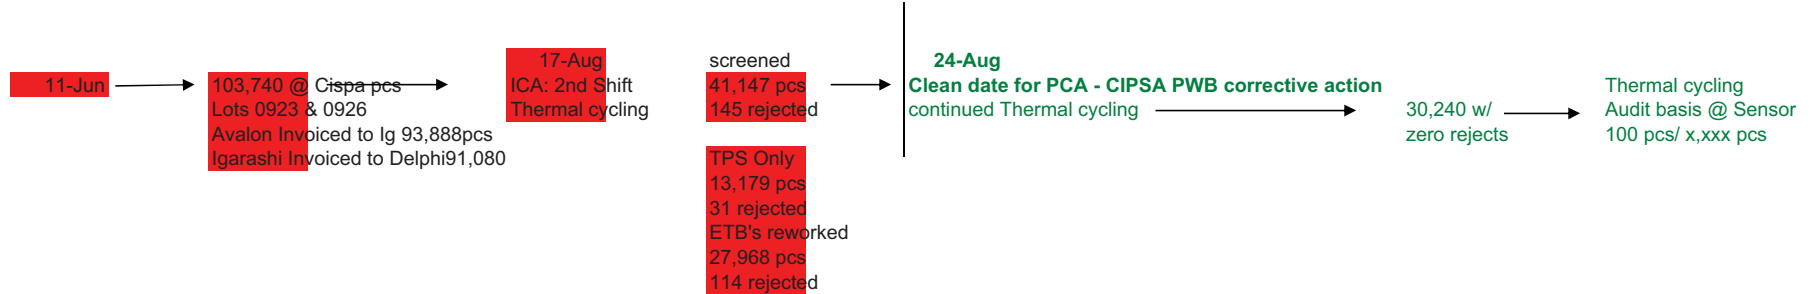 11-Jun
103,740 @ Cispa pcs
Lots 0923 & 0926
Avalon Invoiced to Ig 93,888pcs
Igarashi Invoiced to Delphi91,080
17-Aug
ICA: 2nd Shift
Thermal cycling
screened
41,147 pcs
145 rejected
TPS Only
13,179 pcs
31 rejected
ETB's reworked
27,968 pcs
114 rejected
24-Aug
Clean date for PCA - CIPSA PWB corrective action
continued Thermal cycling
30,240 w/
zero rejects
Thermal cycling
Audit basis @ Sensor
100 pcs/ x,xxx pcs